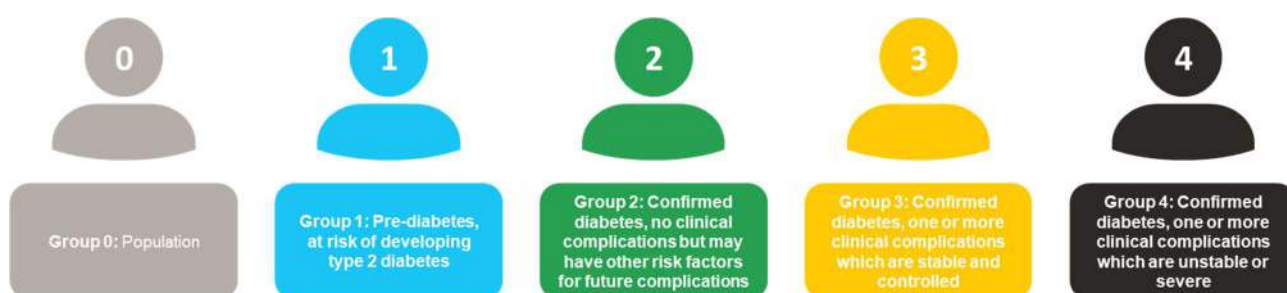 0
1
2
3
4
Group 0: Population
Group 1: Pre-diabetes,
at risk of developing
type 2 diabetes
Group 2: Confirmed
diabetes, no clinical
complications but may
have other risk factors
for future complications
Group 3: Confirmed
diabetes, one or more
clinical complications
which are stable and
controlled
Group 4: Confirmed
diabetes, one or more
clinical complications
which are unstable or
severe